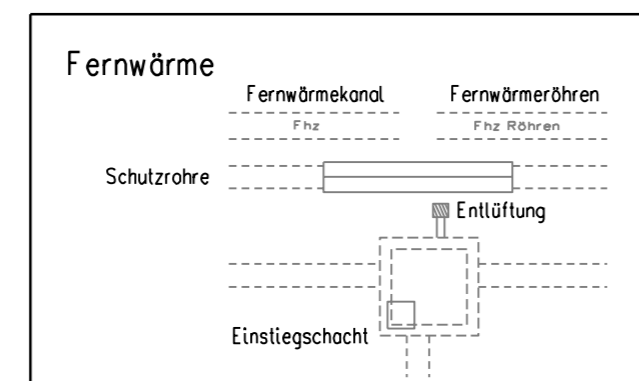 Fernwärme
Fernwärmekanal Fernwärmeröhren
Fhz Fhz Röhren
Schutzrohre
Entlüftung
Einstiegschacht